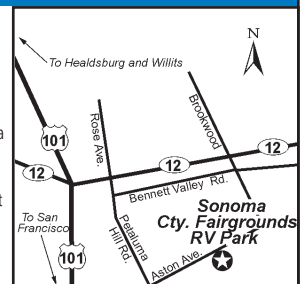 N
To Healdsburg and Willits
Brookwood
Rose Ave.
101
12
12
12
Bennett Valley Rd.
Sonoma
Cty. Fairgrounds
RV Park
To San
Francisco
Petaluma
Hill Rd.
Aston Ave.
101
a
t